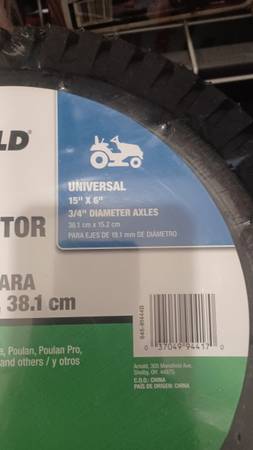 LD®
UNIVERSAL
15" X 6"
3/4" DIAMETER AXLES
38.1 cm x 15.2 cm
PARA EJES DE 19.1 mm DE DIÁMETRO
TOR
ARA
, 38.1 cm
e, Poulan, Poulan Pro,
and others / y otros
0 37049 94417 0
Arnold, 305 Mansfield Ave.
Shelby, OH 44875
C.O.O.: CHINA
PAÍS DE ORIGEN: CHINA